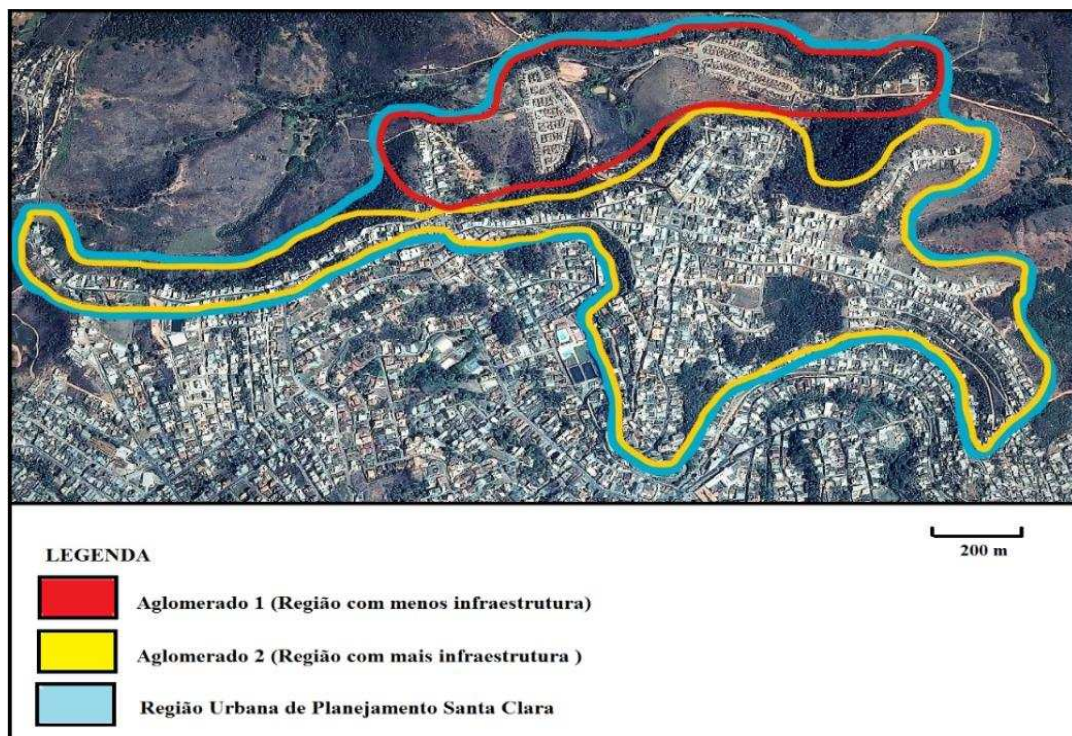 200 m
LEGENDA
Aglomerado 1 (Região com menos infraestrutura)
Aglomerado 2 (Região com mais infraestrutura )
Região Urbana de Planejamento Santa Clara